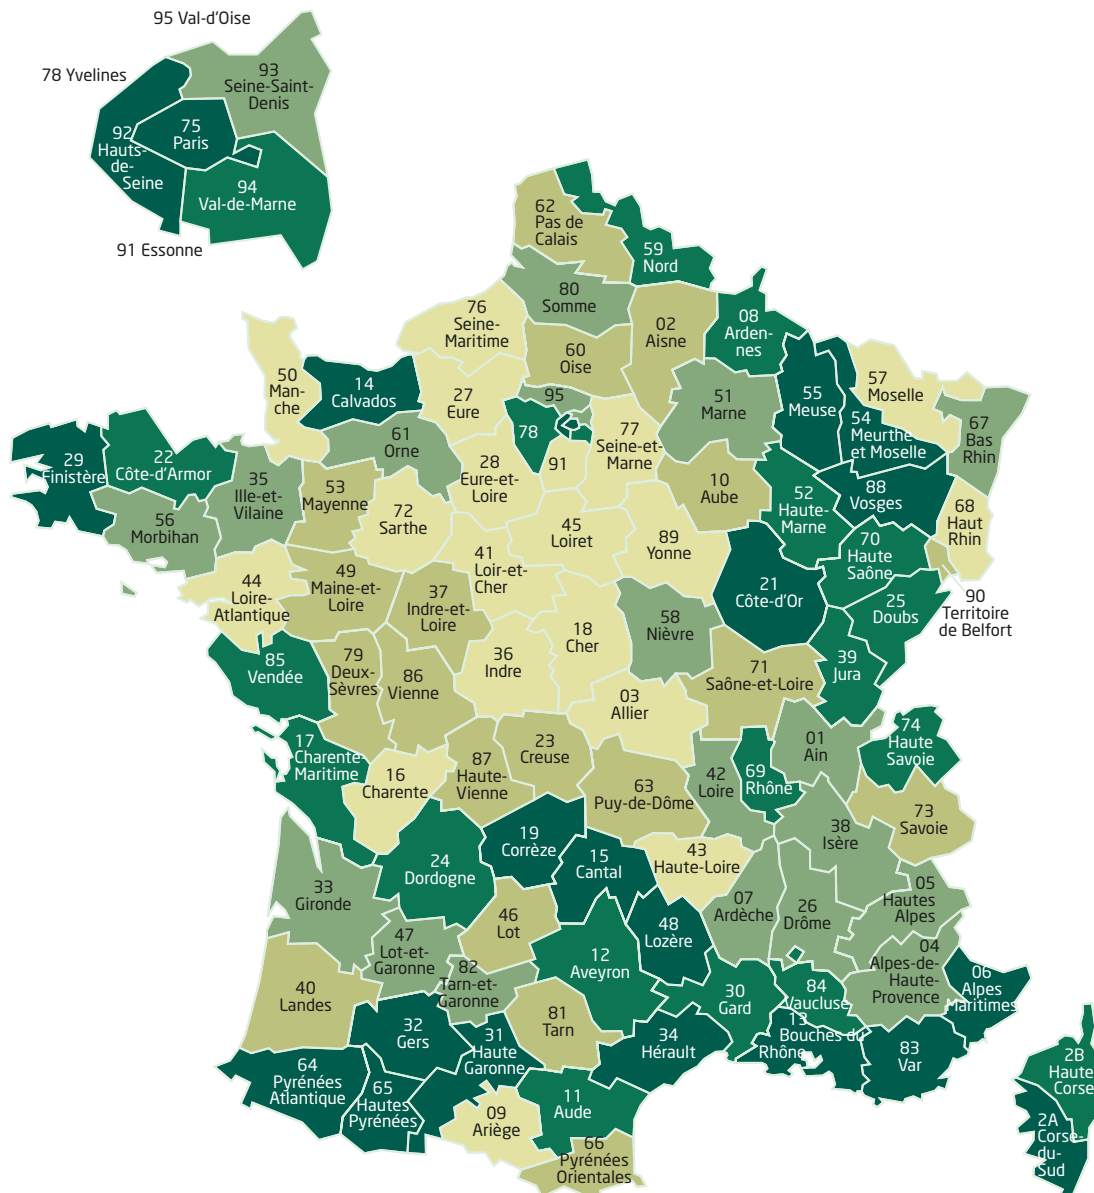 95 Val-d'Oise
78 Yvelines
93
Seine-Saint-
Denis
75
Paris
92
Hauts-
de-
Seine
94
Val-de-Marne
91 Essonne
62
Pas de
Calais
59
Nord
80
Somme
76
Seine-
Maritime
02
Aisne
08
Arden-
nes
60
Oise
50
Man-
che
14
Calvados
27
Eure
95
51
Marne
55
Meuse
57
Moselle
54
Meurthe
et Moselle
67
Bas
Rhin
61
Orne
78
77
Seine-et-
Marne
91
29
Finistère
22
Côte-d'Armor
35
Ille-et-
Vilaine
53
Mayenne
28
Eure-et-
Loire
10
Aube
52
Haute-
Marne
88
Vosges
68
Haut
Rhin
56
Morbihan
72
Sarthe
45
Loiret
89
Yonne
70
Haute
Saône
41
Loir-et-
Cher
44
Loire-
Atlantique
49
Maine-et-
Loire
37
Indre-et-
Loire
21
Côte-d'Or
25
Doubs
90
Territoire
de Belfort
58
Nièvre
18
Cher
85
Vendée
79
Deux-
Sèvres
86
Vienne
36
Indre
71
Saône-et-Loire
39
Jura
03
Allier
17
Charente-
Maritime
16
Charente
87
Haute-
Vienne
23
Creuse
63
Puy-de-Dôme
42
Loire
69
Rhône
01
Ain
74
Haute
Savoie
73
Savoie
38
Isère
19
Corrèze
15
Cantal
43
Haute-Loire
24
Dordogne
33
Gironde
46
Lot
12
Aveyron
48
Lozère
07
Ardèche
26
Drôme
05
Hautes
Alpes
47
Lot-et-
Garonne
82
Tarn-et-
Garonne
04
Alpes-de-
Haute-
Provence
06
Alpes
Maritimes
40
Landes
32
Gers
31
Haute
Garonne
81
Tarn
34
Hérault
30
Gard
84
Vaucluse
13
Bouches du
Rhône
83
Var
64
Pyrénées
Atlantique
65
Hautes
Pyrénées
09
Ariège
11
Aude
66
Pyrénées
Orientales
2B
Haute
Corse
2A
Corse-
du-
Sud